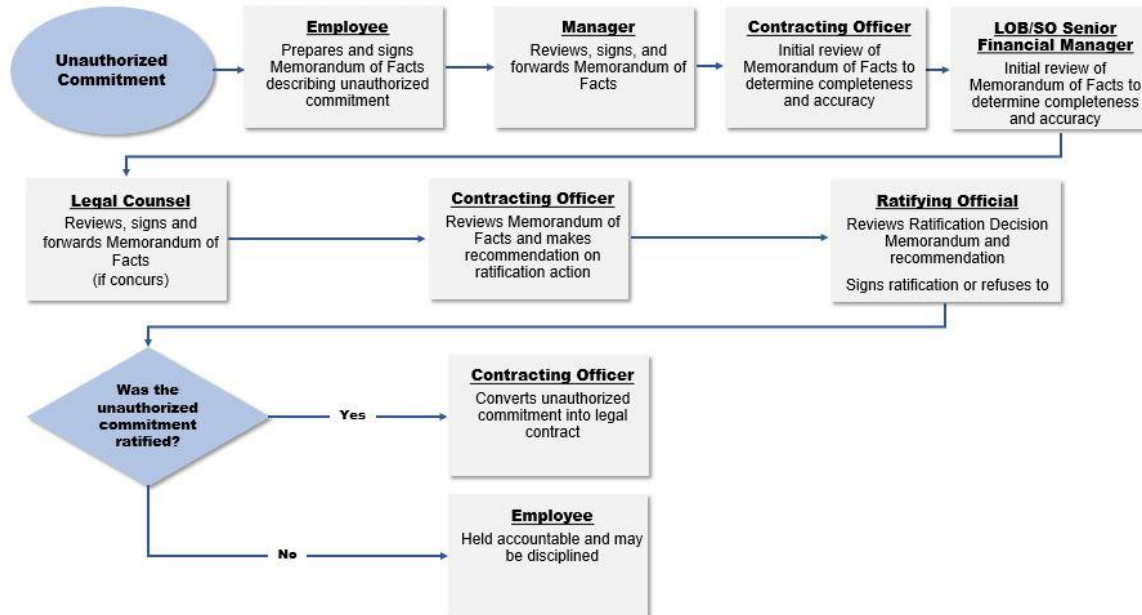 Unauthorized
Commitment
Employee
Prepares and signs
Memorandum of Facts
describing unauthorized
commitment
Manager
Reviews, signs, and
forwards Memorandum of
Facts
Contracting Officer
Initial review of
Memorandum of Facts to
determine completeness
and accuracy
LOB/SO Senior
Financial Manager
Initial review of
Memorandum of Facts to
determine completeness
and accuracy
Legal Counsel
Reviews, signs and
forwards Memorandum of
Facts
(if concurs)
Contracting Officer
Reviews Memorandum of
Facts and makes
recommendation on
ratification action
Ratifying Official
Reviews Ratification Decision
Memorandum and
recommendation
Signs ratification or refuses to
Was the
unauthorized
commitment
ratified?
Yes
Contracting Officer
Converts unauthorized
commitment into legal
contract
No
Employee
Held accountable and may
be disciplined